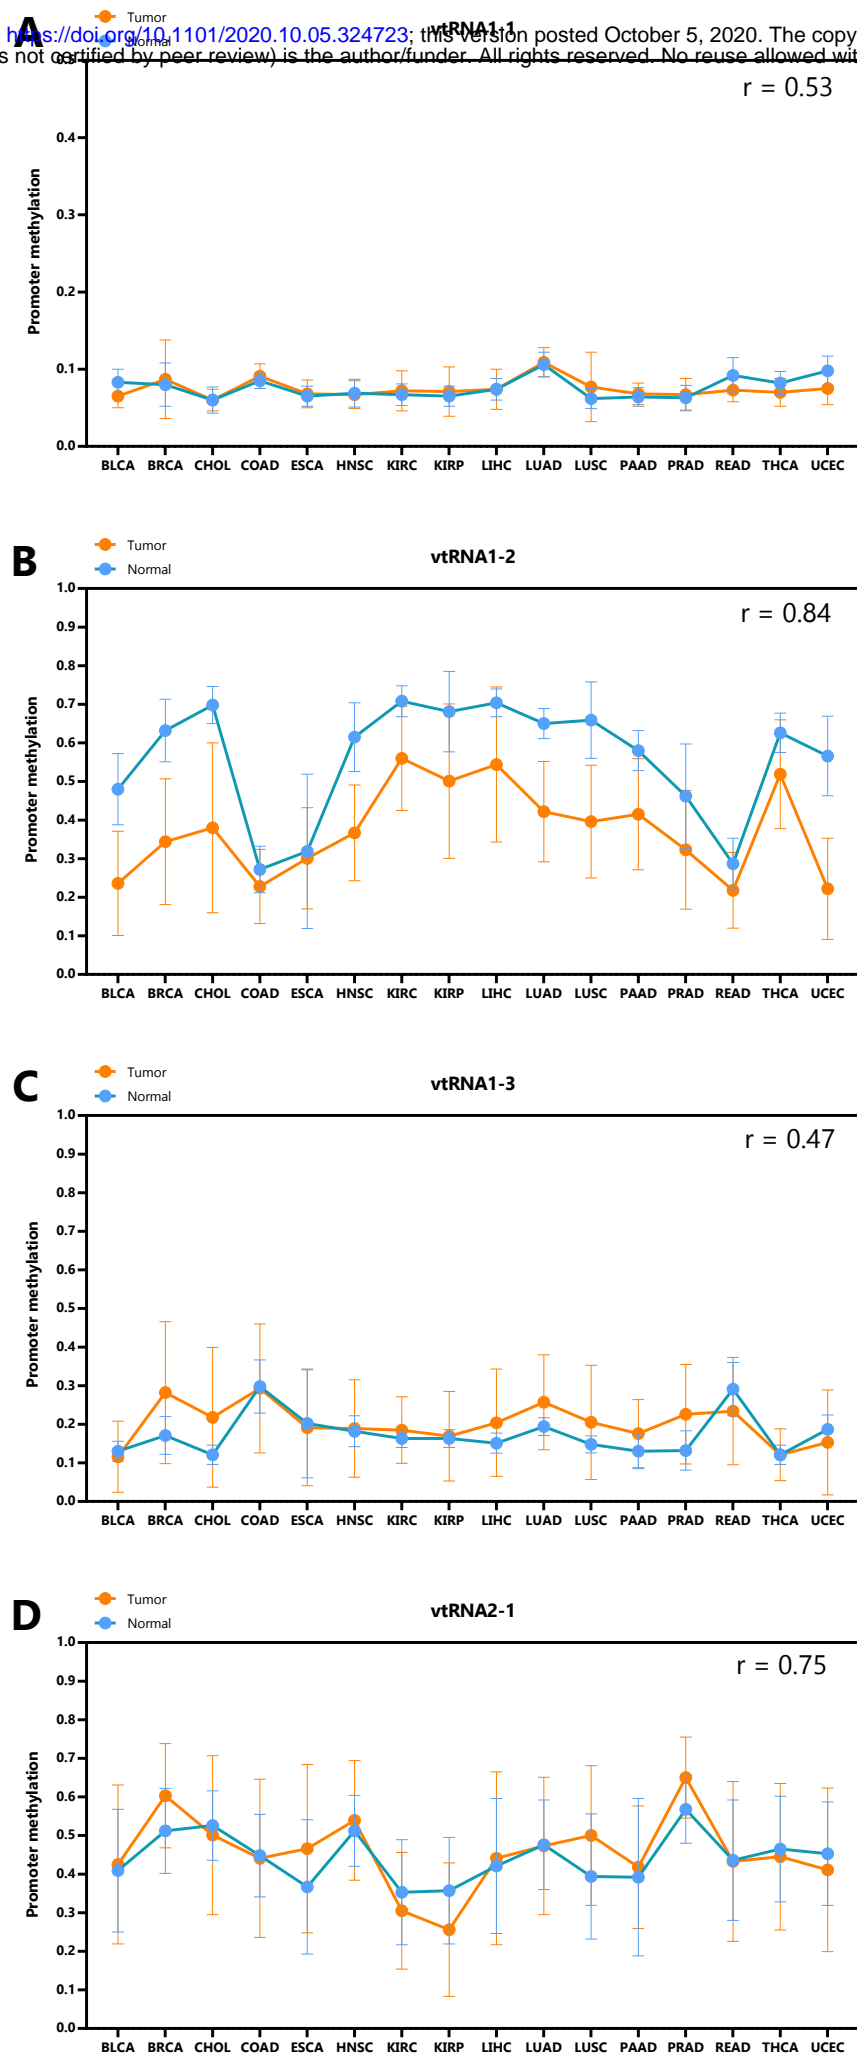 A
Tumor
Normal
vtRNA1-1
https://doi.org/10.1101/2020.10.05.324723; this version posted October 5, 2020. The copy
s not certified by peer review) is the author/funder. All rights reserved. No reuse allowed wit
r = 0.53
Promoter methylation
0.5
0.4
0.3
0.2
0.1
0.0
BLCA BRCA CHOL COAD ESCA HNSC KIRC KIRP LIHC LUAD LUSC PAAD PRAD READ THCA UCEC
B
Tumor
Normal
vtRNA1-2
r = 0.84
Promoter methylation
1.0
0.9
0.8
0.7
0.6
0.5
0.4
0.3
0.2
0.1
0.0
BLCA BRCA CHOL COAD ESCA HNSC KIRC KIRP LIHC LUAD LUSC PAAD PRAD READ THCA UCEC
C
Tumor
Normal
vtRNA1-3
r = 0.47
Promoter methylation
1.0
0.9
0.8
0.7
0.6
0.5
0.4
0.3
0.2
0.1
0.0
BLCA BRCA CHOL COAD ESCA HNSC KIRC KIRP LIHC LUAD LUSC PAAD PRAD READ THCA UCEC
D
Tumor
Normal
vtRNA2-1
r = 0.75
Promoter methylation
1.0
0.9
0.8
0.7
0.6
0.5
0.4
0.3
0.2
0.1
0.0
BLCA BRCA CHOL COAD ESCA HNSC KIRC KIRP LIHC LUAD LUSC PAAD PRAD READ THCA UCEC